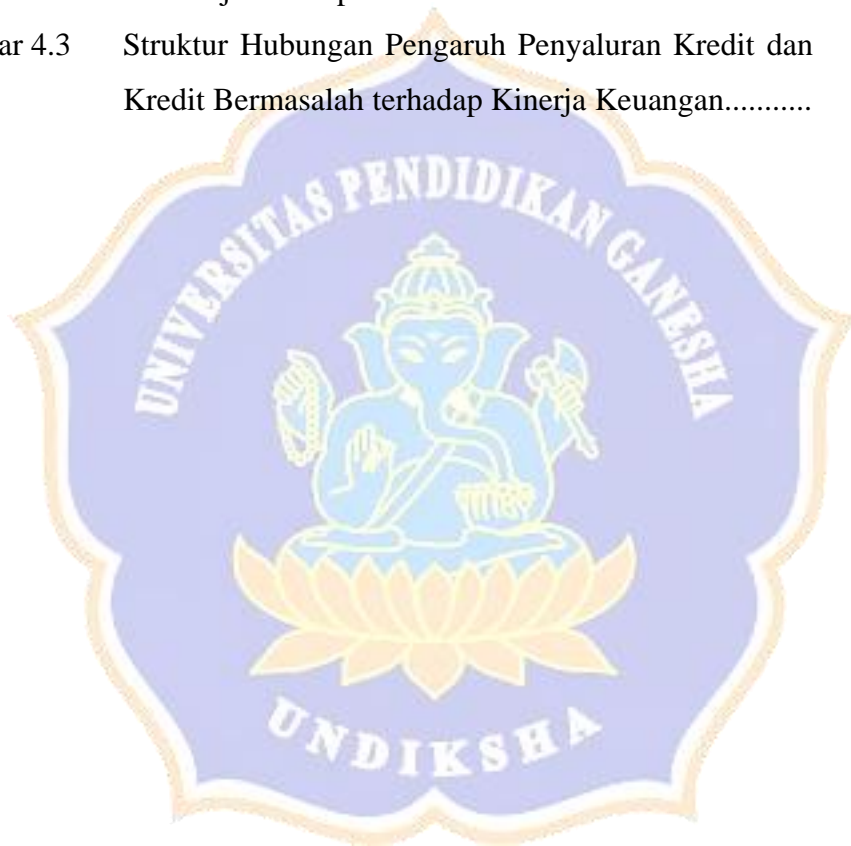 ar 4.3 Struktur Hubungan Pengaruh Penyaluran Kredit dan
Kredit Bermasalah terhadap Kinerja Keuangan...........
UNIVERSITAS PENDIDIKAN GANESHA
UNDIKSHA